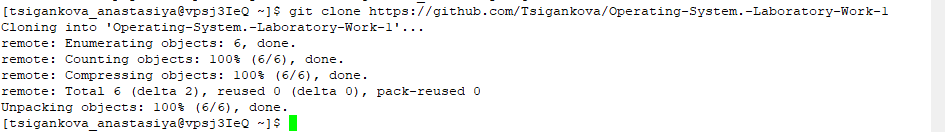 [tsigankova_anastasiya@vpsj3IeQ ~]$ git clone https://github.com/Tsigankova/Operating-System.-Laboratory-Work-1
Cloning into 'Operating-System.-Laboratory-Work-1'...
remote: Enumerating objects: 6, done.
remote: Counting objects: 100% (6/6), done.
remote: Compressing objects: 100% (6/6), done.
remote: Total 6 (delta 2), reused 0 (delta 0), pack-reused 0
Unpacking objects: 100% (6/6), done.
[tsigankova_anastasiya@vpsj3IeQ ~]$